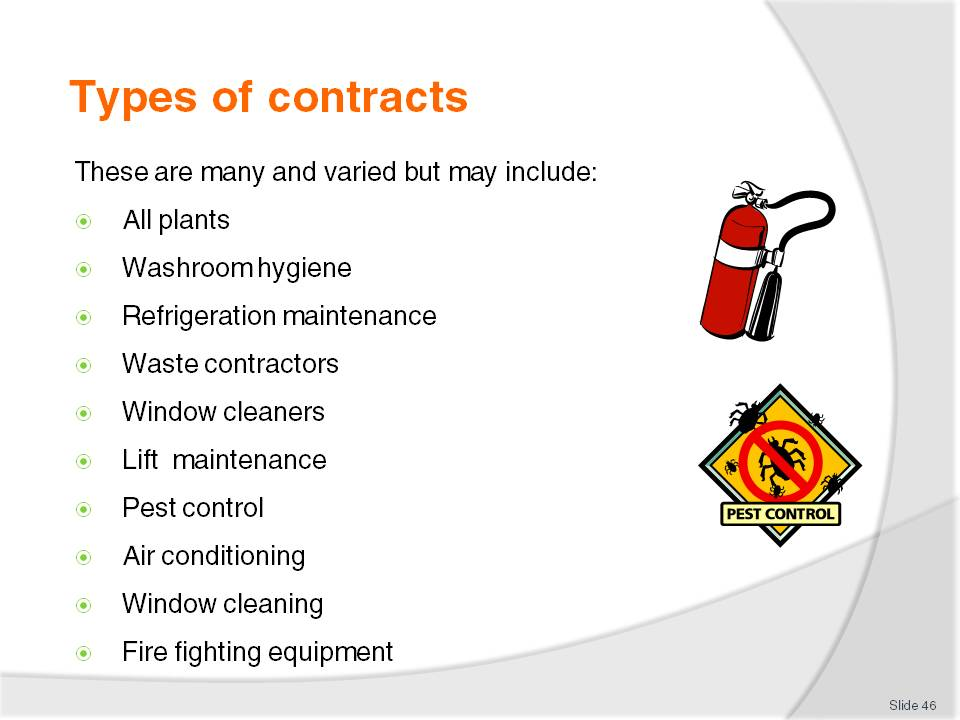 Types of contracts
These are many and varied but may include:
All plants
Washroom hygiene
Refrigeration maintenance
Waste contractors
Window cleaners
Lift  maintenance
Pest control
Air conditioning
Window cleaning
Fire fighting equipment
PEST CONTROL
Slide 46